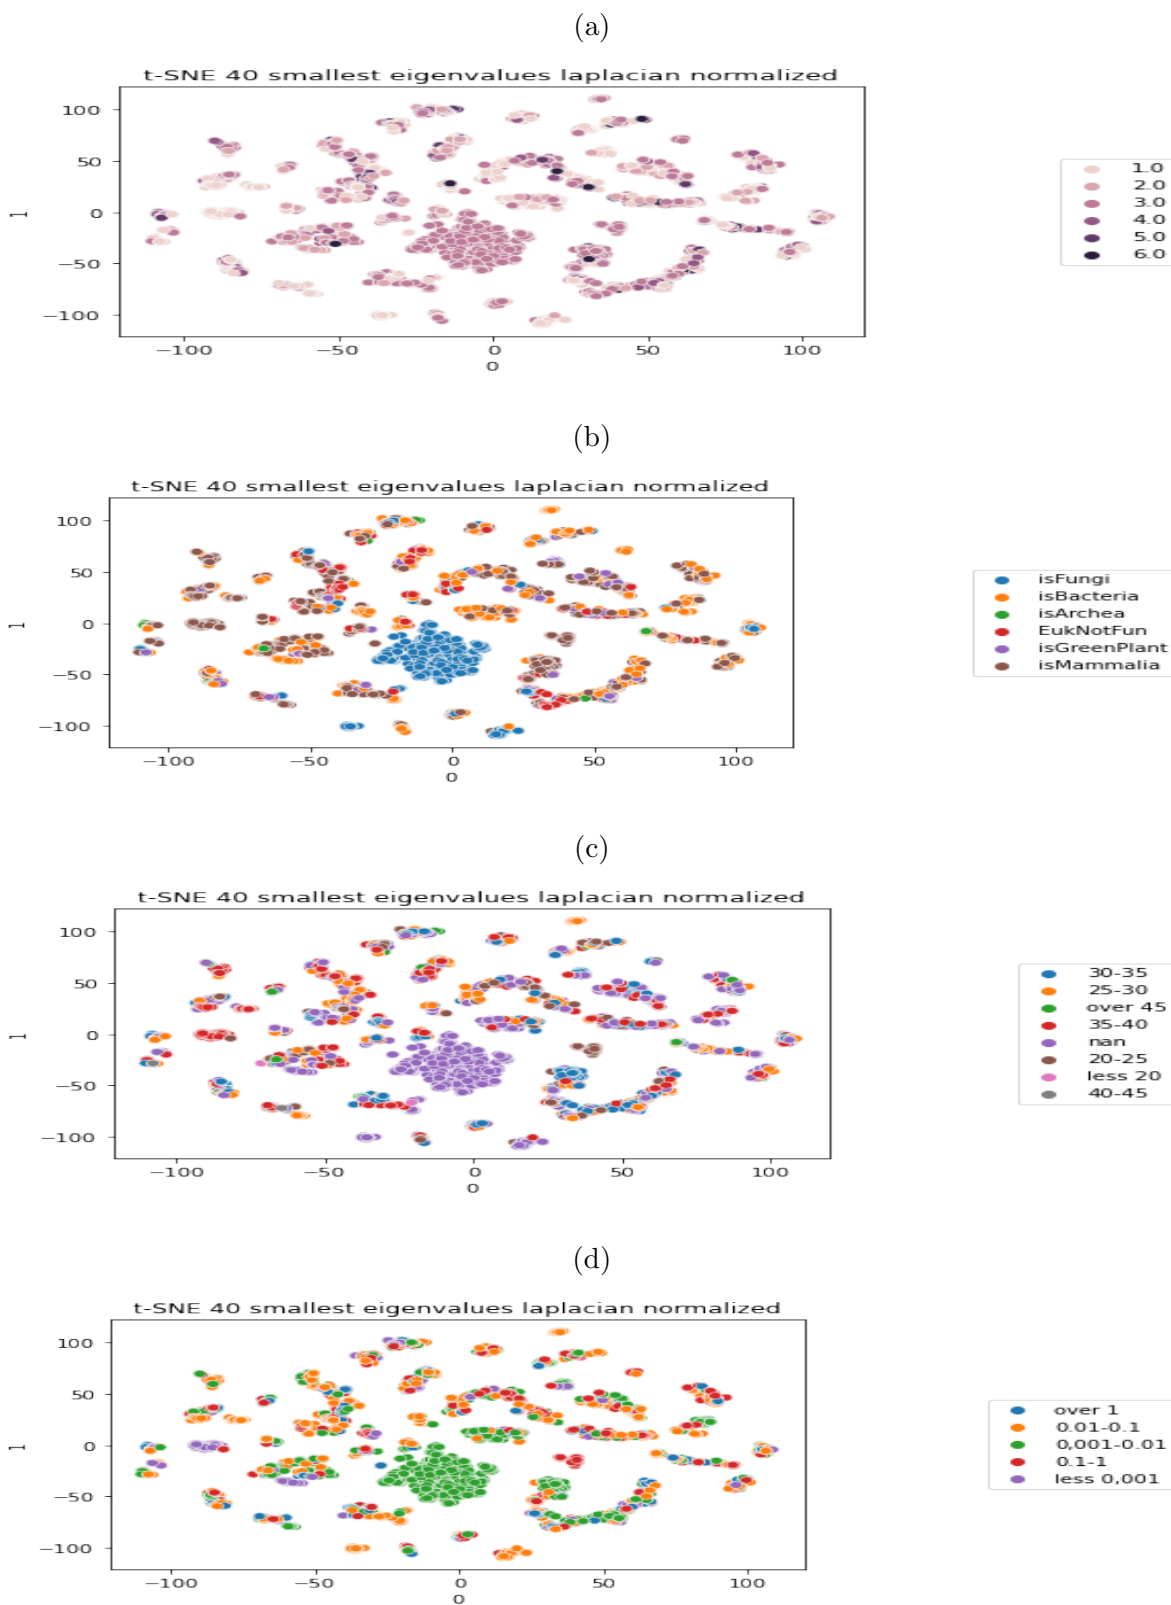 (a)
t-SNE 40 smallest eigenvalues laplacian normalized
100
50
0
−50
−100
1
−100 −50 0 50 100
0
1.0
2.0
3.0
4.0
5.0
6.0
(b)
t-SNE 40 smallest eigenvalues laplacian normalized
100
50
0
−50
−100
1
−100 −50 0 50 100
0
isFungi
isBacteria
isArchea
EukNotFun
isGreenPlant
isMammalia
(c)
t-SNE 40 smallest eigenvalues laplacian normalized
100
50
0
−50
−100
1
−100 −50 0 50 100
0
30-35
25-30
over 45
35-40
nan
20-25
less 20
40-45
(d)
t-SNE 40 smallest eigenvalues laplacian normalized
100
50
0
−50
−100
1
−100 −50 0 50 100
0
over 1
0.01-0.1
0,001-0.01
0.1-1
less 0,001